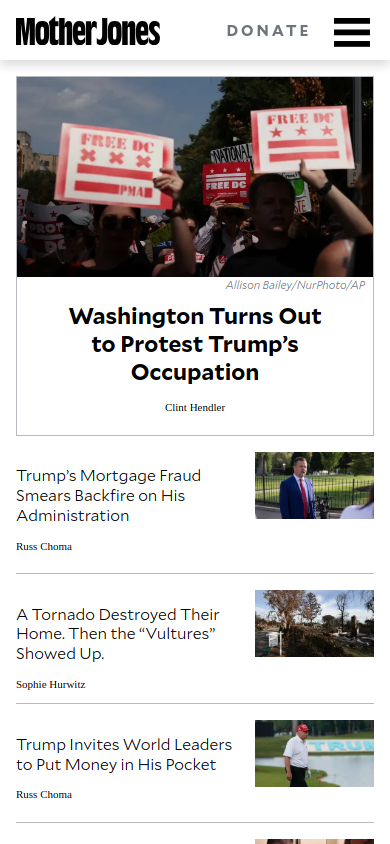 Mother Jones
DONATE
FREE DC
PMA
NATIONAL
FREE DC
FREE DC
Allison Bailey/NurPhoto/AP
Washington Turns Out
to Protest Trump's
Occupation
Clint Hendler
Trump's Mortgage Fraud
Smears Backfire on His
Administration
Russ Choma
A Tornado Destroyed Their
Home. Then the “Vultures”
Showed Up.
Sophie Hurwitz
Trump Invites World Leaders
to Put Money in His Pocket
Russ Choma